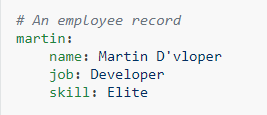 # An employee record
martin:
    name: Martin D'vloper
    job: Developer
    skill: Elite